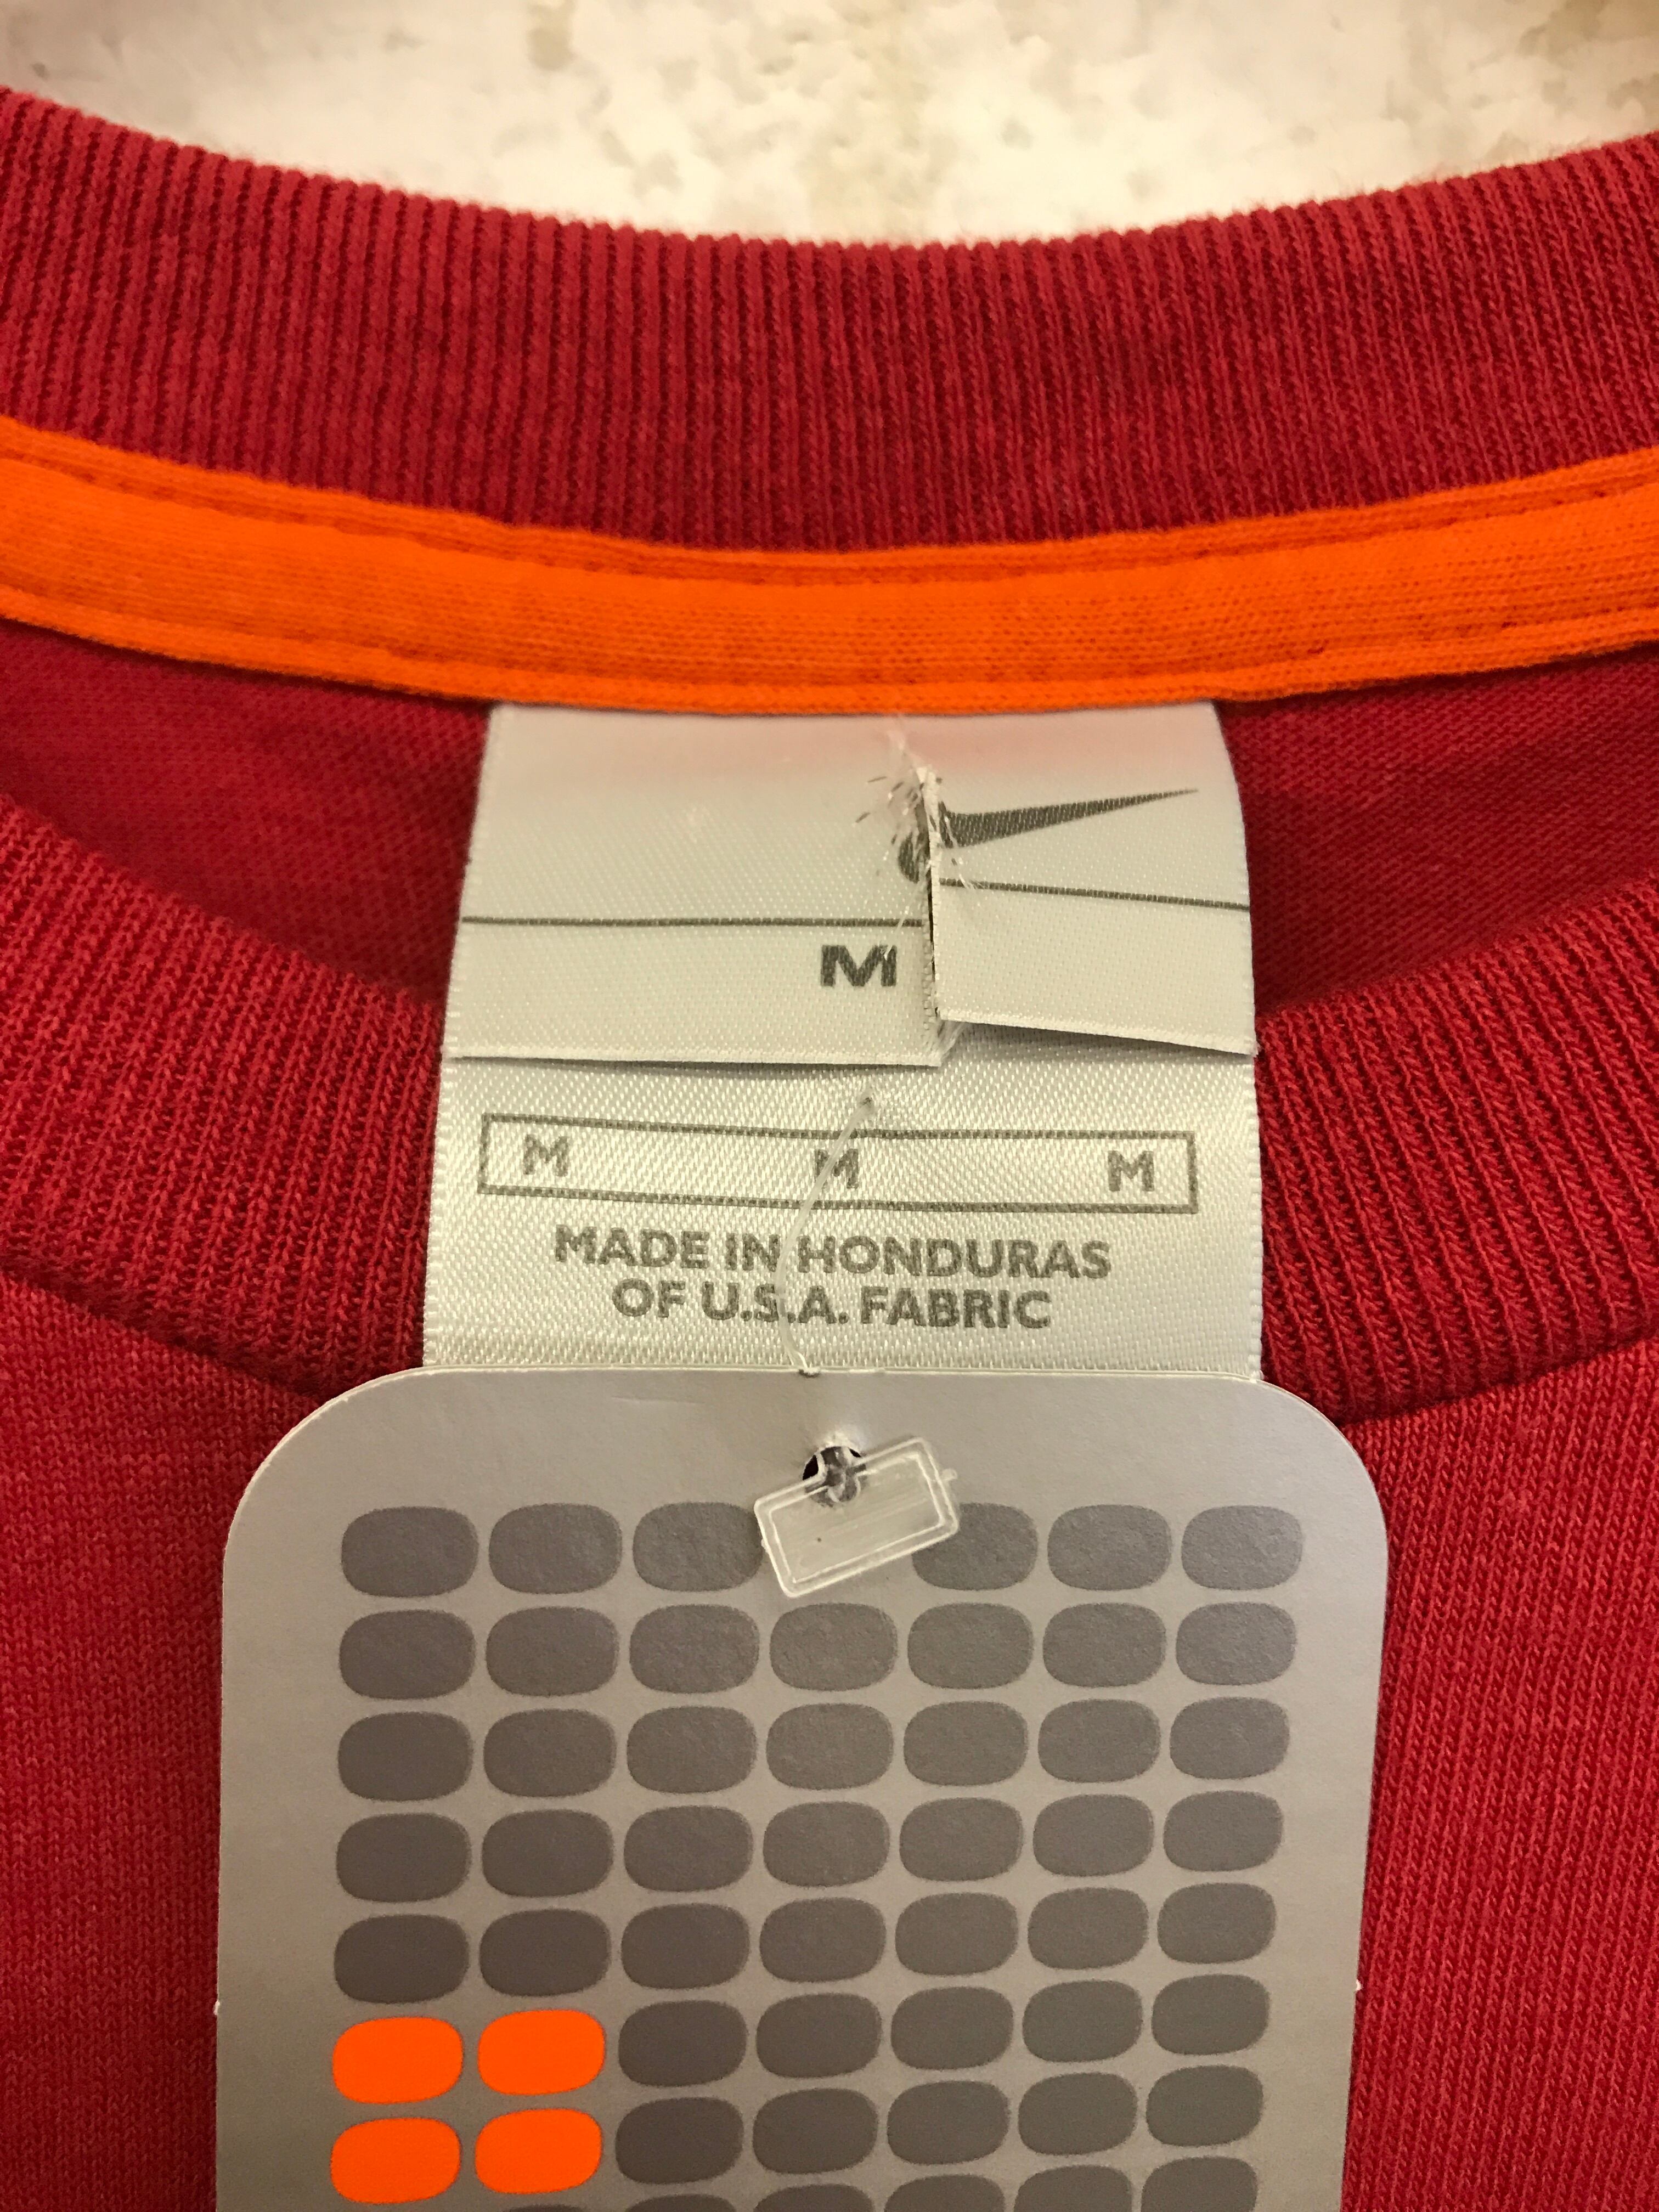 M
M M M
MADE IN HONDURAS
OF U.S.A. FABRIC